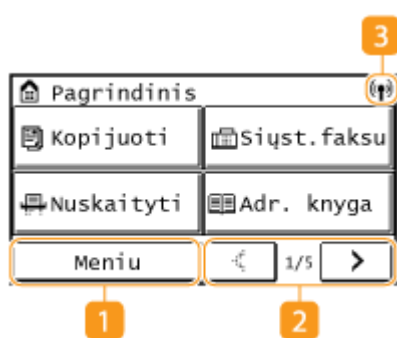 3
Pagrindinis
Kopijuoti
Siųst.faksu
Nuskaityti
Adr. knyga
Meniu
1/5
1
2